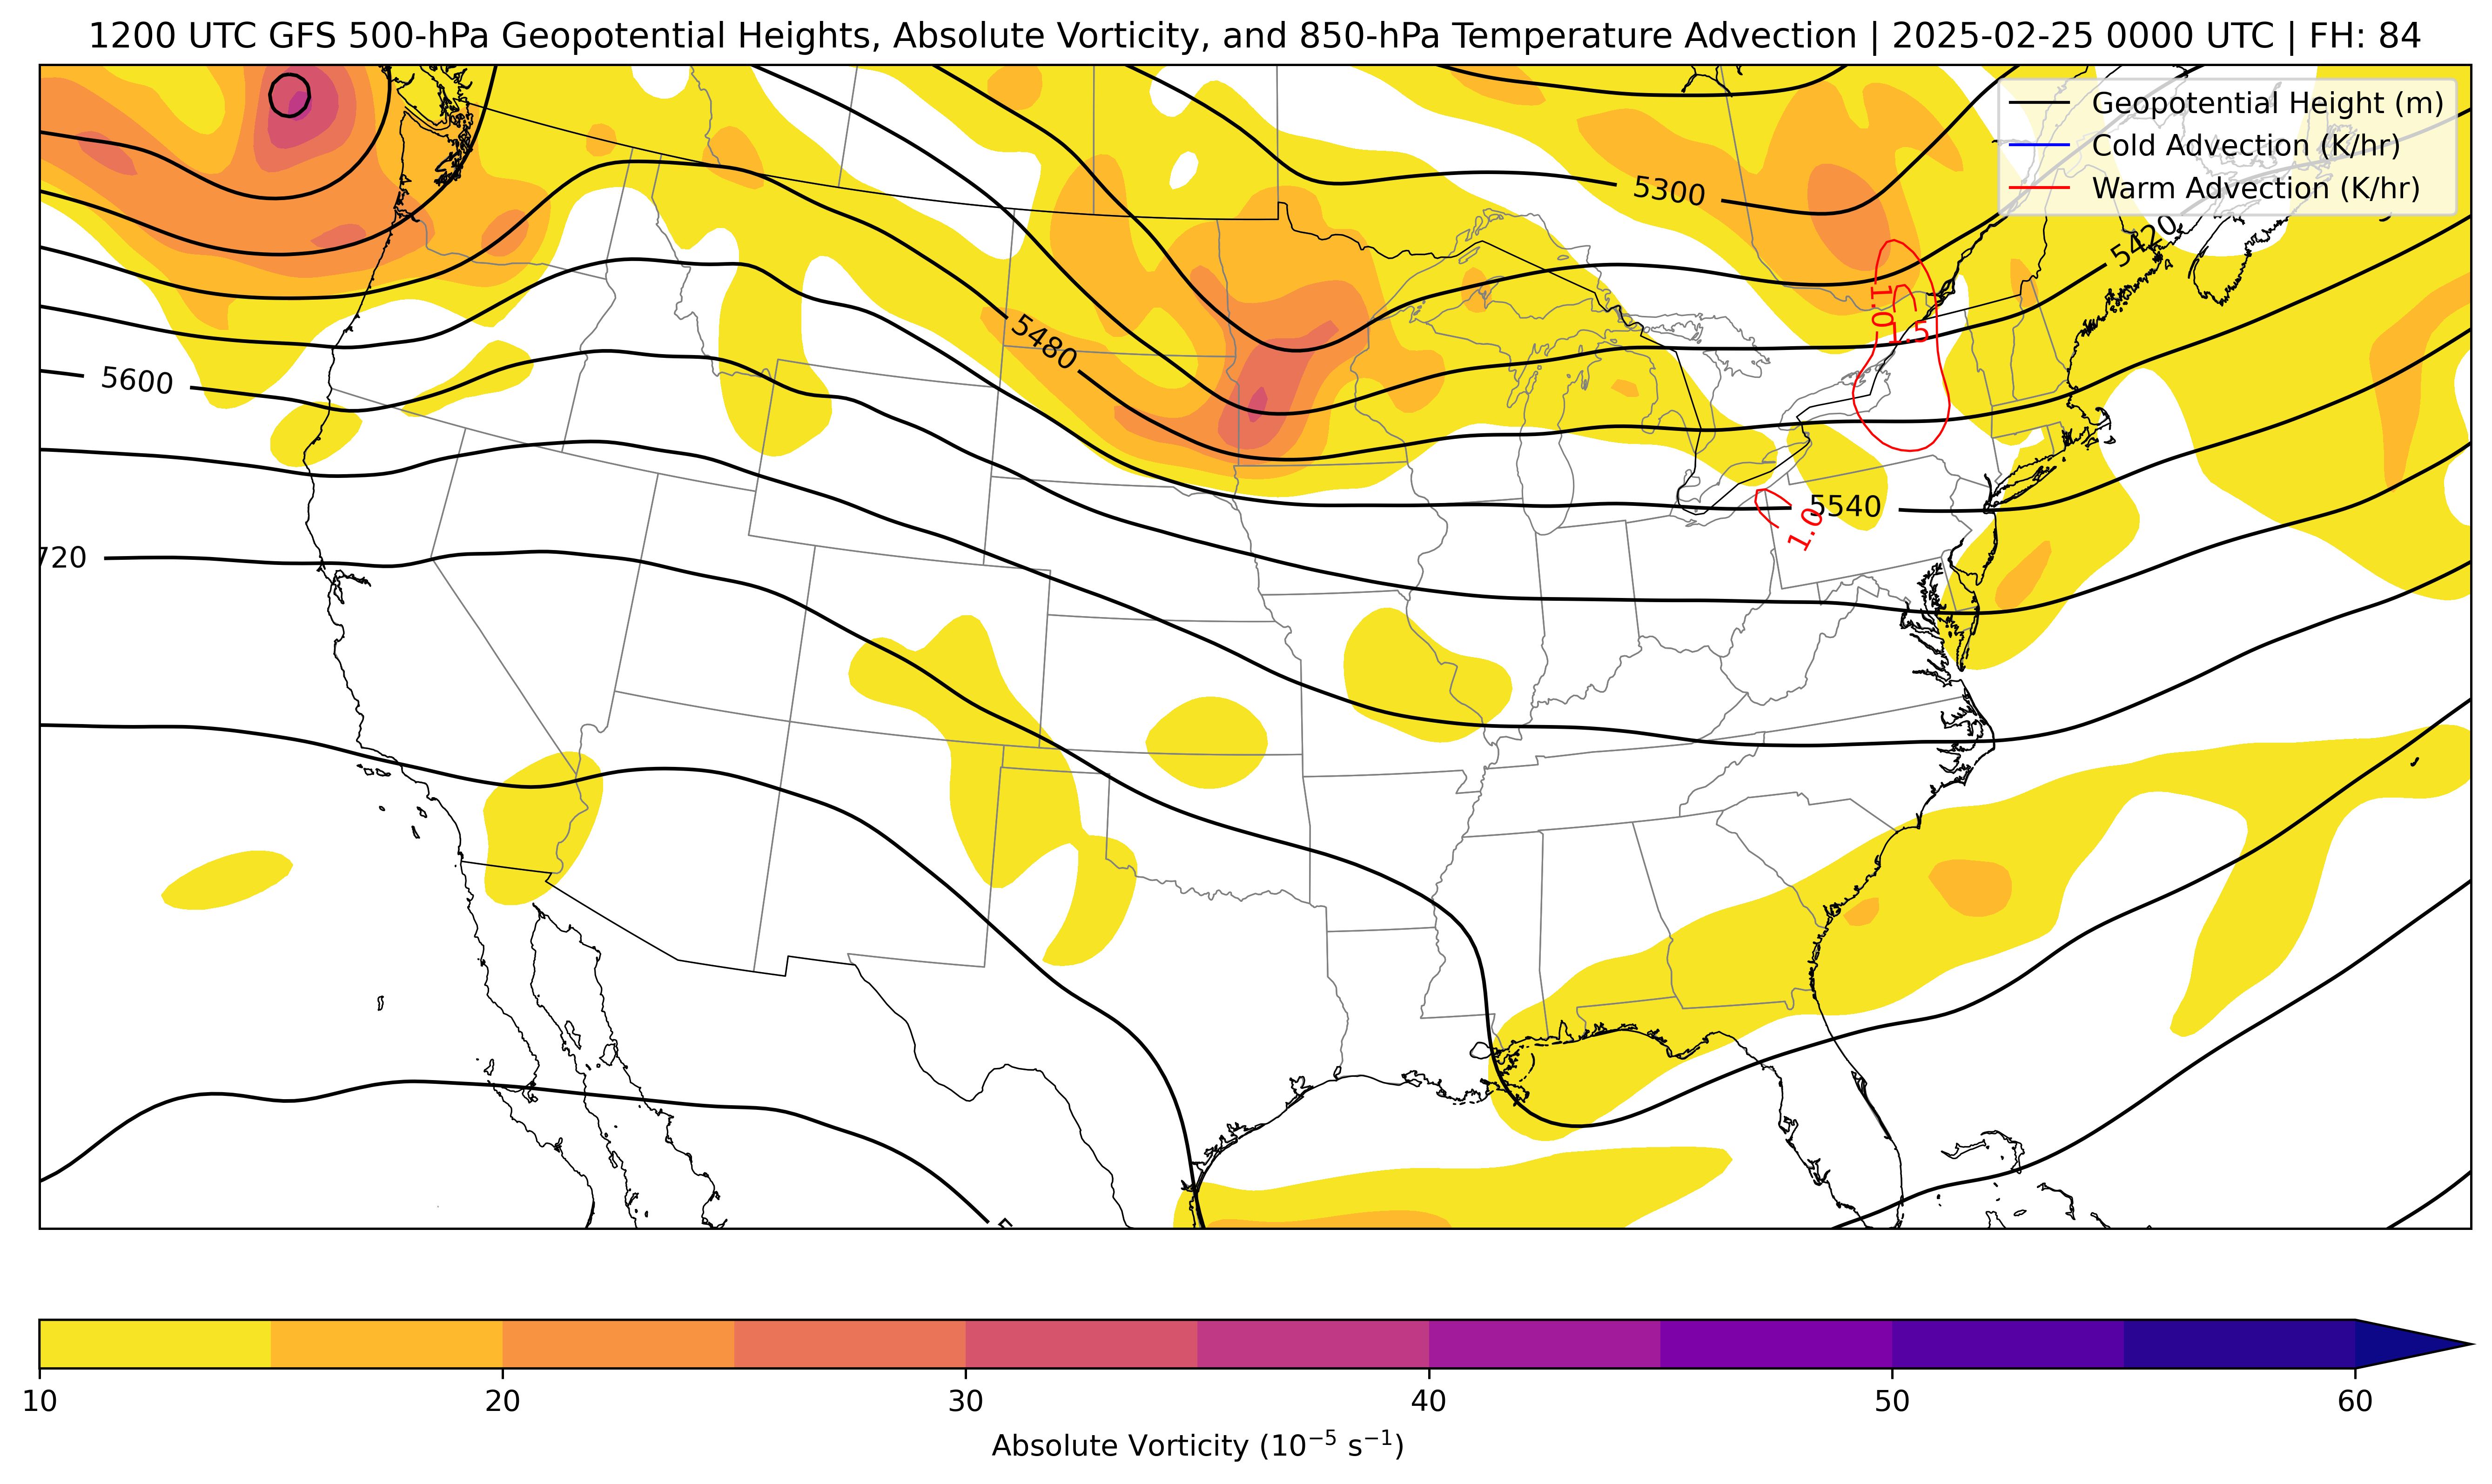 1200 UTC GFS 500-hPa Geopotential Heights, Absolute Vorticity, and 850-hPa Temperature Advection | 2025-02-25 0000 UTC | FH: 84
Geopotential Height (m)
Cold Advection (K/hr)
Warm Advection (K/hr)
5300
5420
1.0
1.5
5480
5600
5540
1.0
720
10 20 30 40 50 60
Absolute Vorticity (10⁻⁵ s⁻¹)